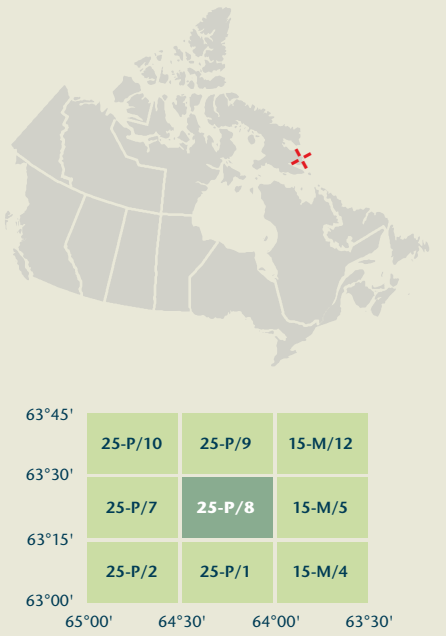 63°45'
25-P/10 25-P/9 15-M/12
63°30'
25-P/7 25-P/8 15-M/5
63°15'
25-P/2 25-P/1 15-M/4
63°00'
65°00' 64°30' 64°00' 63°30'